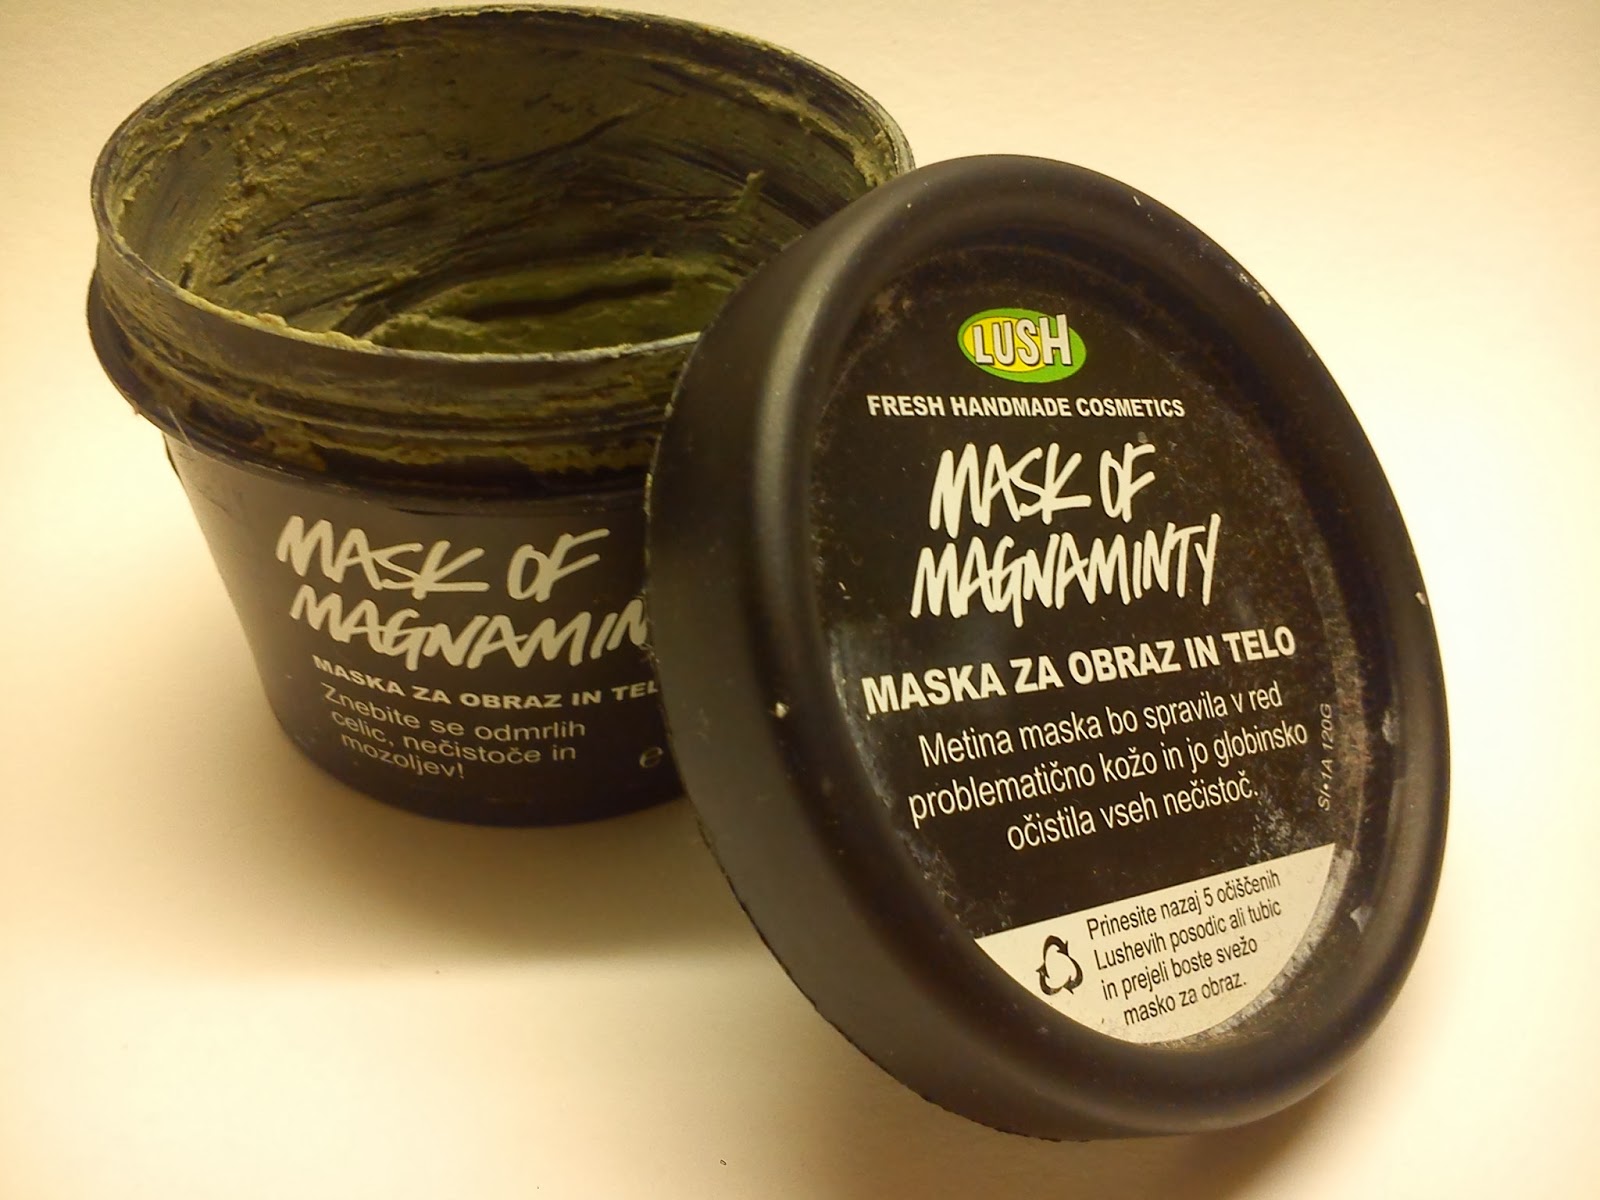 MASK OF
MASKA ZA OBRAZ IN
Znebite se odmrlih
celic, nečistoče in
mozoljev!
e
LUSH
FRESH HANDMADE COSMETICS
MASK OF
MAGNAMINTY
MASKA ZA OBRAZ IN TELO
Metina maska bo spravila v red
problematično kožo in jo globinsko
očistila vseh nečistoč.
120G
Prinesite nazaj 5 očiščenih
Lushevih posodic ali tubic
in prejeli boste svežo
masko za obraz.